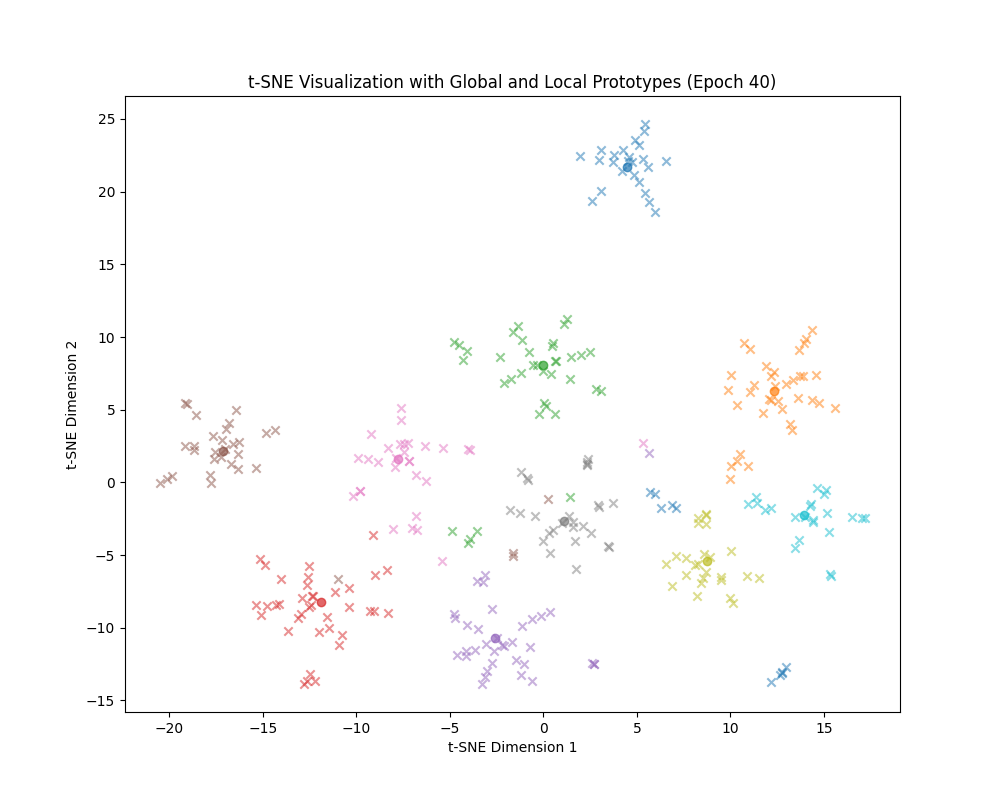 t-SNE Visualization with Global and Local Prototypes (Epoch 40)
25
20
15
10
5
0
−5
−10
−15
t-SNE Dimension 2
−20 −15 −10 −5 0 5 10 15
t-SNE Dimension 1